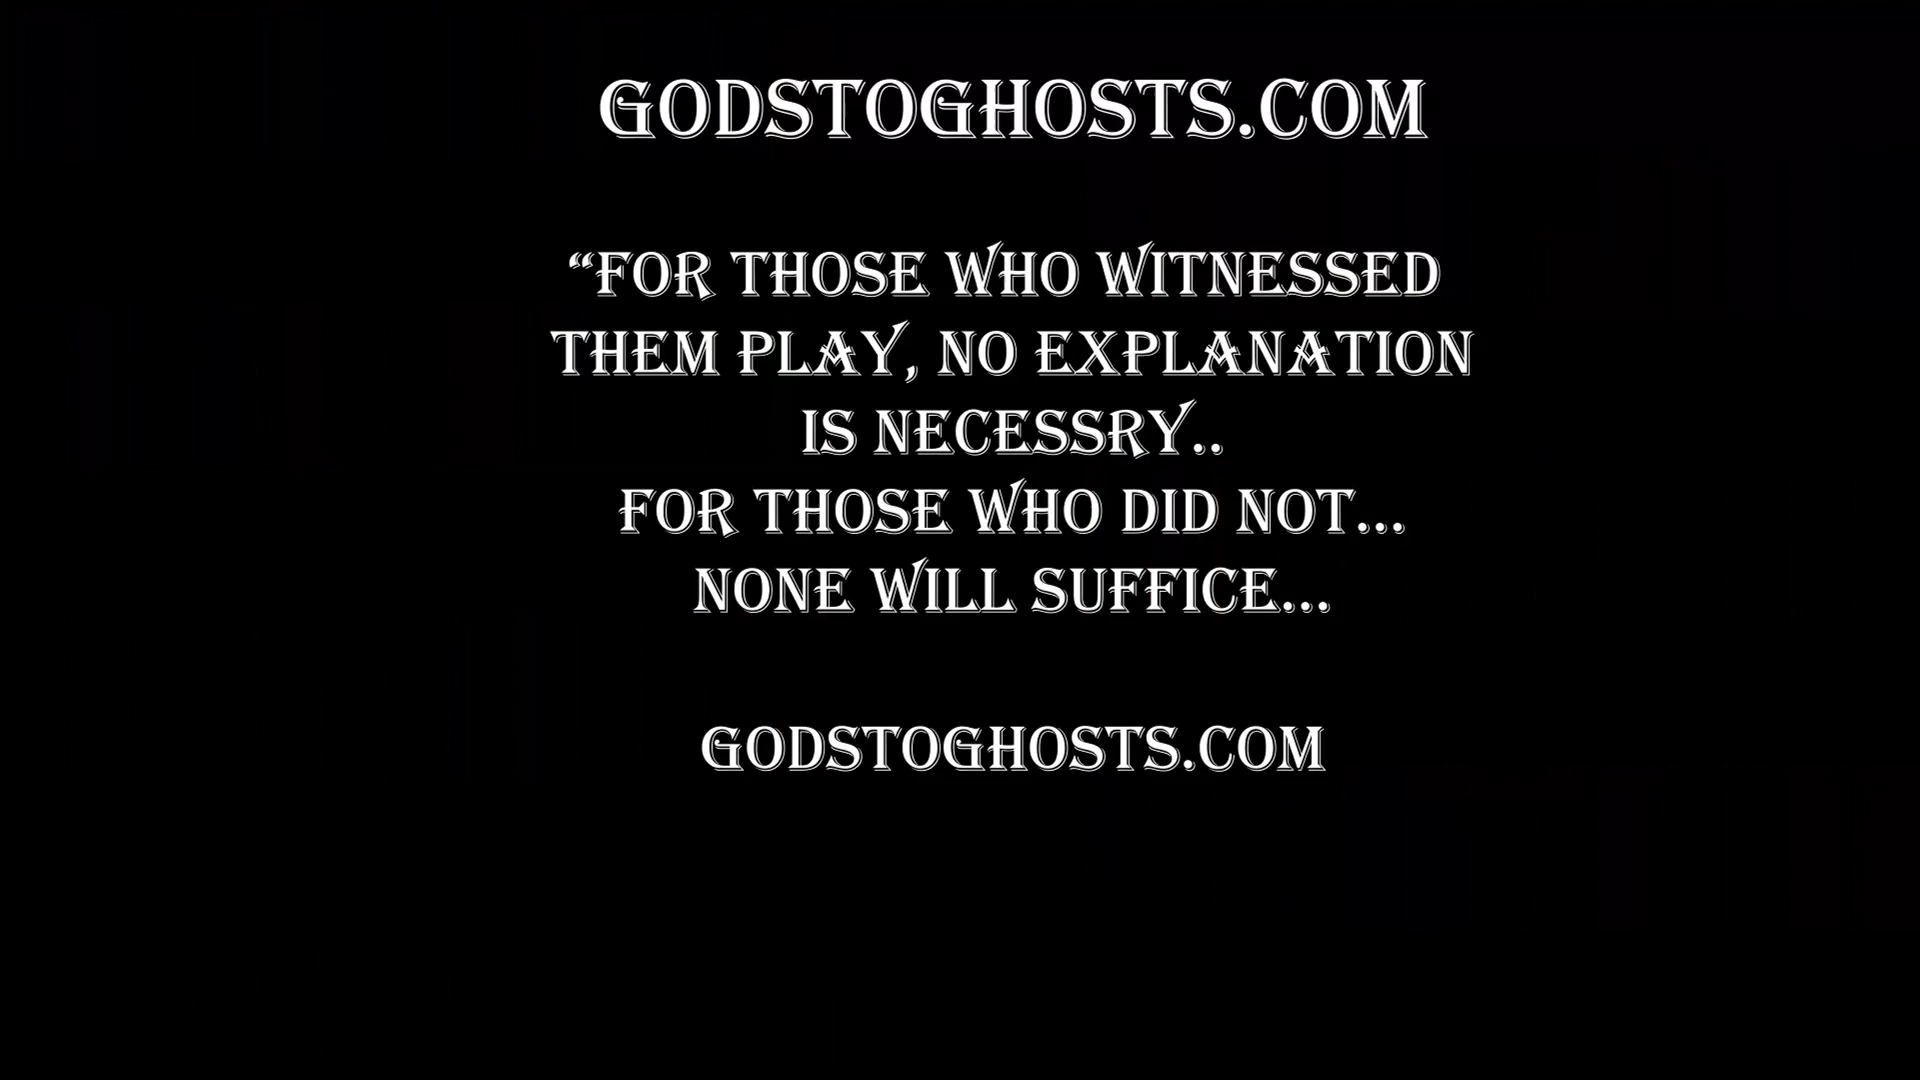 GODSTOGHOSTS.COM
“FOR THOSE WHO WITNESSED
THEM PLAY, NO EXPLANATION
IS NECESSRY..
FOR THOSE WHO DID NOT...
NONE WILL SUFFICE...
GODSTOGHOSTS.COM